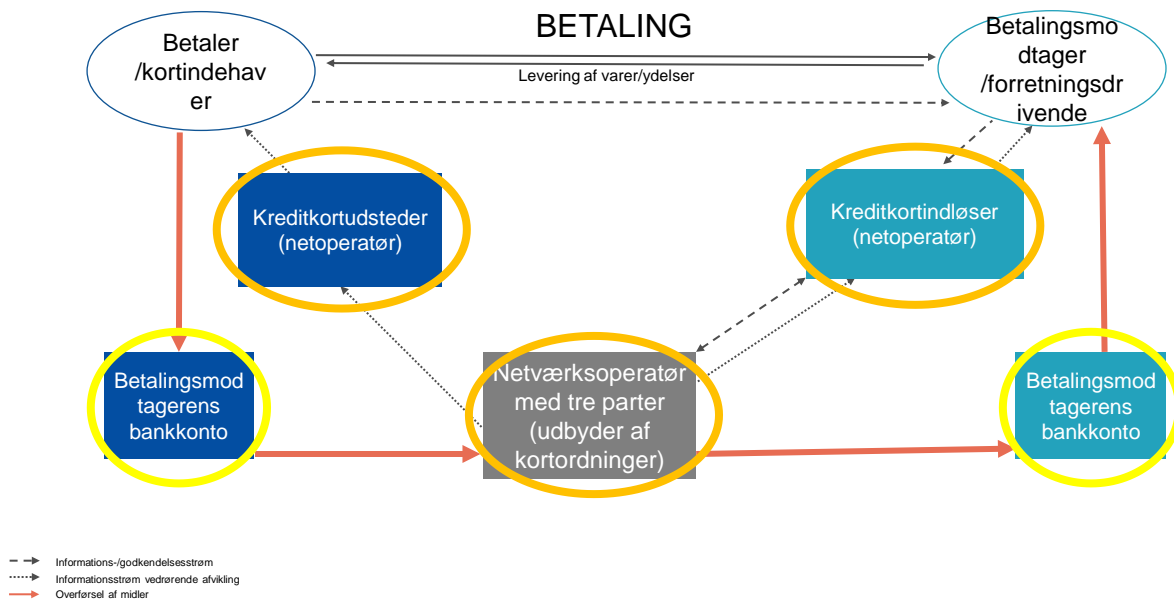 BETALING
Betaler
/kortindehav
er
Betalingsmo
dtager
/forretningsdr
ivende
Levering af varer/ydelser
Kreditkortudsteder
(netoperatør)
Kreditkortindløser
(netoperatør)
Betalingsmod
tagerens
bankkonto
Netværksoperatør
med tre parter
(udbyder af
kortordninger)
Betalingsmod
tagerens
bankkonto
Informations-/godkendelsesstrøm
Informationsstrøm vedrørende afvikling
Overførsel af midler